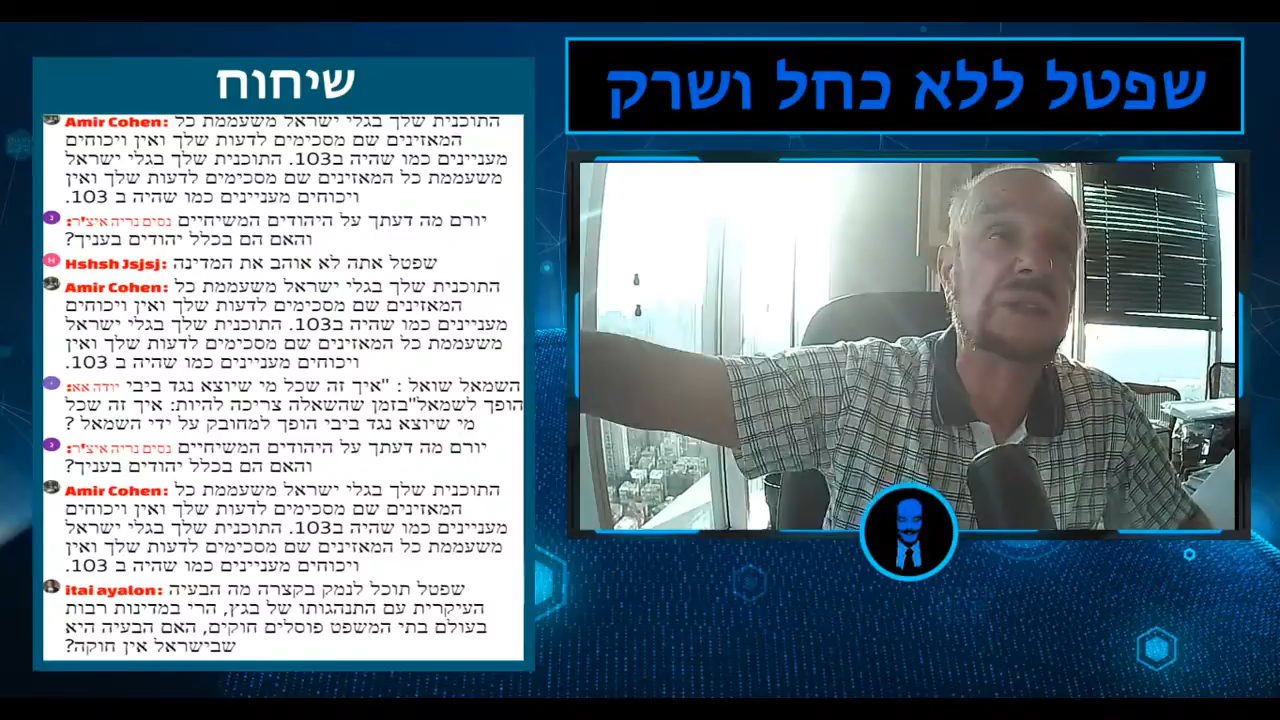 שפטל ללא כחל ושרק
שיחוח
Amir Cohen: התוכנית שלך בגלי ישראל משעממת כל
המאזינים שם מסכימים לדעות שלך ואין ויכוחים
מעניינים כמו שהיה ב103. התוכנית שלך בגלי ישראל
משעממת כל המאזינים שם מסכימים לדעות שלך ואין
ויכוחים מעניינים כמו שהיה ב 103.
נסים נריה איצ'ר: יורם מה דעתך על היהודים המשיחיים
והאם הם בכלל יהודים בעניך?
Hshsh Jsjsj: שפטל אתה לא אוהב את המדינה
Amir Cohen: התוכנית שלך בגלי ישראל משעממת כל
המאזינים שם מסכימים לדעות שלך ואין ויכוחים
מעניינים כמו שהיה ב103. התוכנית שלך בגלי ישראל
משעממת כל המאזינים שם מסכימים לדעות שלך ואין
ויכוחים מעניינים כמו שהיה ב 103.
יודה אא: השמאל שואל : "איך זה שכל מי שיוצא נגד ביבי
הופך לשמאל"בזמן שהשאלה צריכה להיות: איך זה שכל
מי שיוצא נגד ביבי הופך למחובק על ידי השמאל ?
נסים נריה איצ'ר: יורם מה דעתך על היהודים המשיחיים
והאם הם בכלל יהודים בעניך?
Amir Cohen: התוכנית שלך בגלי ישראל משעממת כל
המאזינים שם מסכימים לדעות שלך ואין ויכוחים
מעניינים כמו שהיה ב103. התוכנית שלך בגלי ישראל
משעממת כל המאזינים שם מסכימים לדעות שלך ואין
ויכוחים מעניינים כמו שהיה ב 103.
itai ayalon: שפטל תוכל לנמק בקצרה מה הבעיה
העיקרית עם התנהגותו של בגץ, הרי במדינות רבות
בעולם בתי המשפט פוסלים חוקים, האם הבעיה היא
שבישראל אין חוקה?